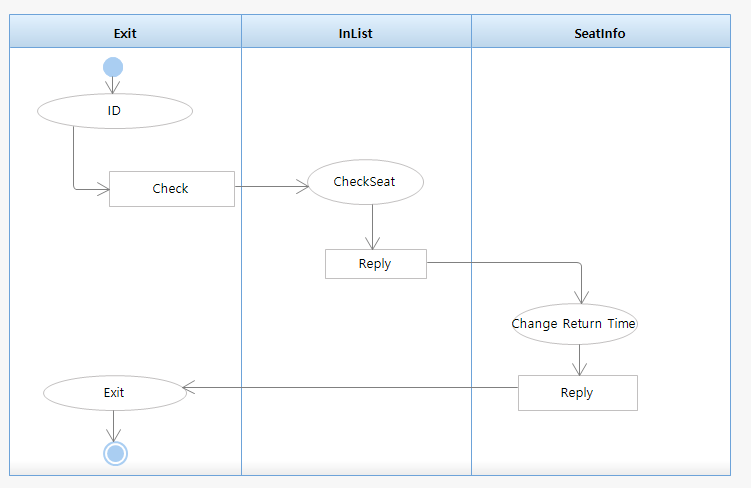 Exit
InList
SeatInfo
ID
Check
CheckSeat
Reply
Change Return Time
Exit
Reply